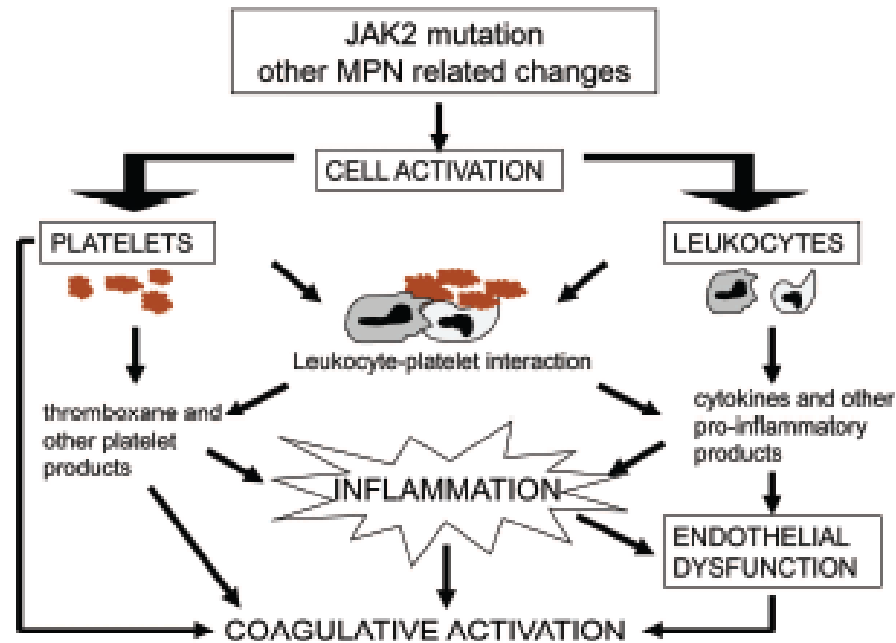 JAK2 mutation
other MPN related changes
CELL ACTIVATION
PLATELETS
LEUKOCYTES
Leukocyte-platelet interaction
thromboxane and
other platelet
products
cytokines and other
pro-inflammatory
products
INFLAMMATION
ENDOTHELIAL
DYSFUNCTION
COAGULATIVE ACTIVATION